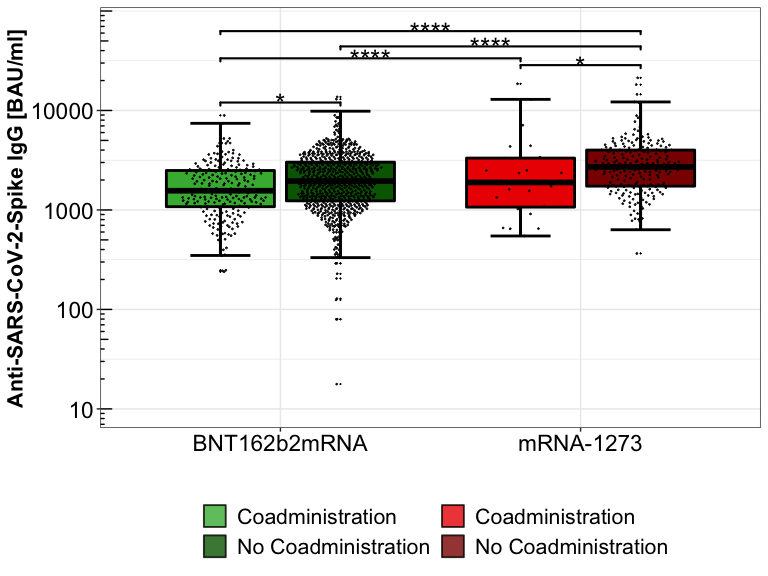 Anti-SARS-CoV-2-Spike IgG [BAU/ml]
****
****
****
*
*
10000
1000
100
10
BNT162b2mRNA mRNA-1273
Coadministration Coadministration
No Coadministration No Coadministration